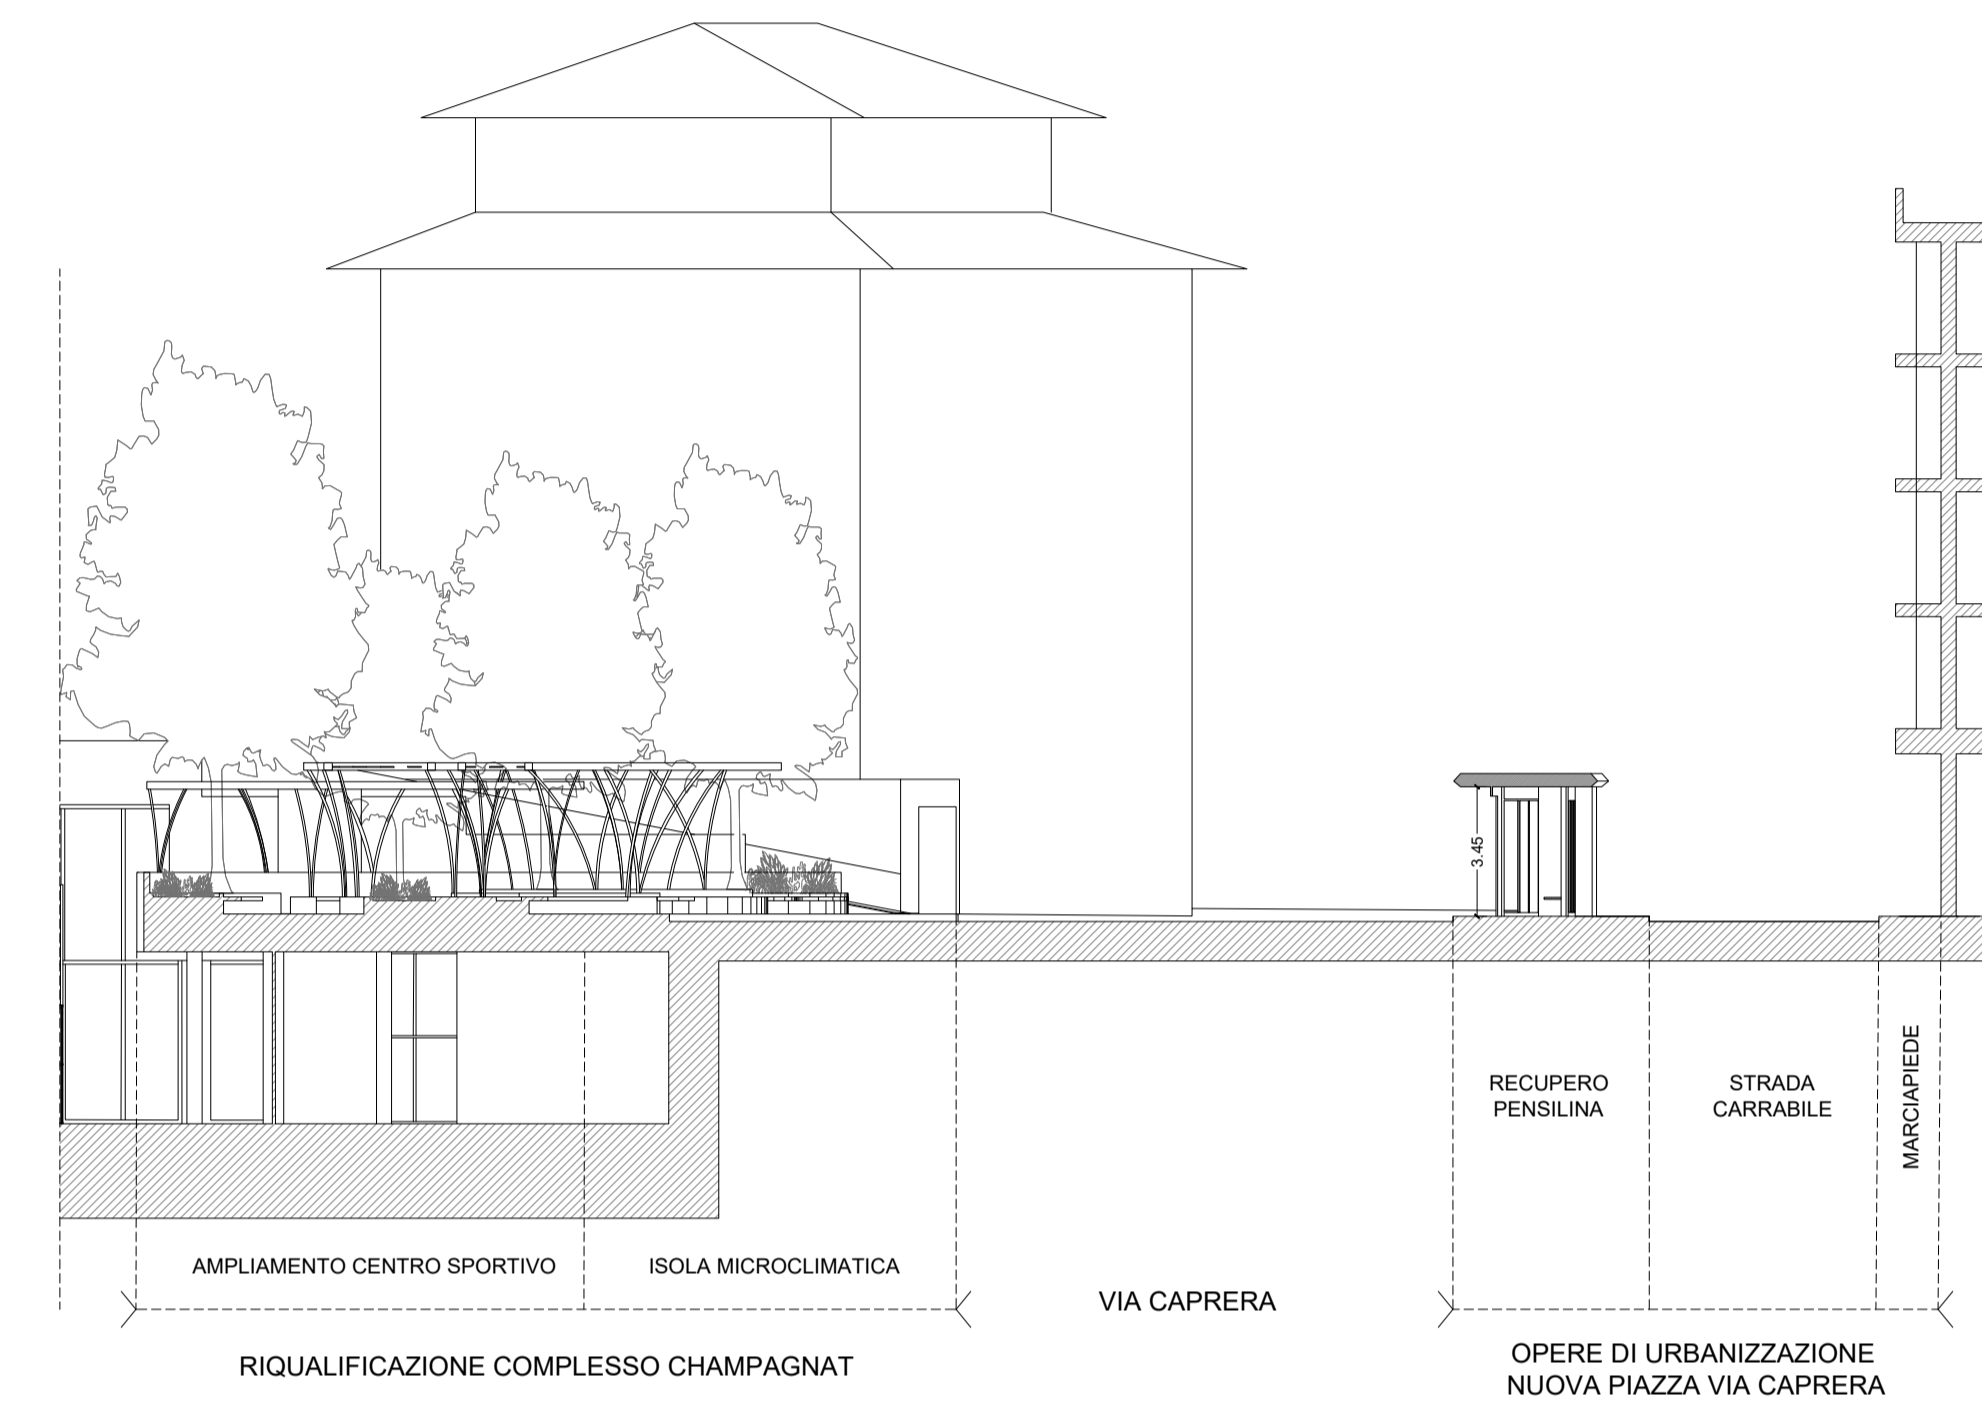 3.45
RECUPERO
PENSILINA
STRADA
CARRABILE
MARCIAPIEDE
AMPLIAMENTO CENTRO SPORTIVO
ISOLA MICROCLIMATICA
VIA CAPRERA
RIQUALIFICAZIONE COMPLESSO CHAMPAGNAT
OPERE DI URBANIZZAZIONE
NUOVA PIAZZA VIA CAPRERA